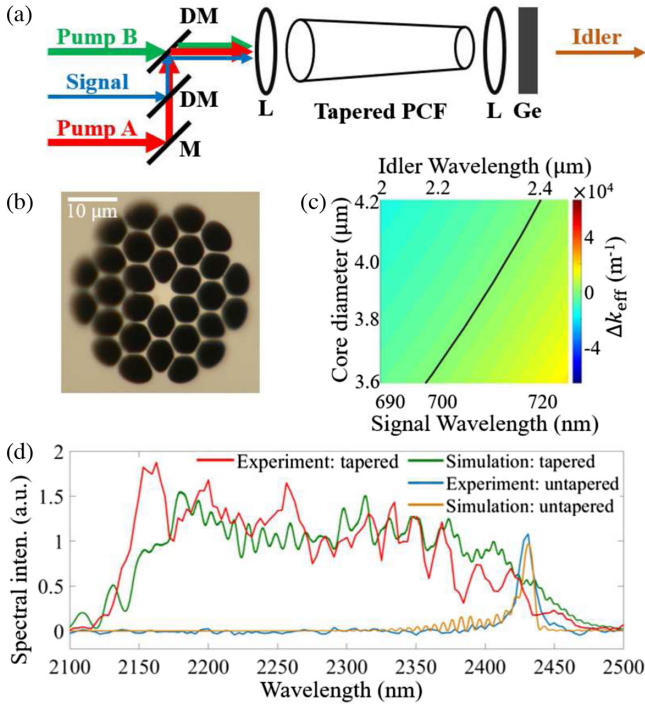 (a)
DM
Pump B
Signal
DM
Pump A
M
L
Tapered PCF
L
Ge
Idler
(b)
10 μm
(c)
Idler Wavelength (μm)
2 2.2 2.4
Core diameter (μm)
4.2
4.0
3.8
3.6
690 700 720
Signal Wavelength (nm)
×10⁴
4
0
-4
Δk_eff (m⁻¹)
(d)
Spectral inten. (a.u.)
2
1.5
1
0.5
0
Experiment: tapered
Simulation: tapered
Experiment: untapered
Simulation: untapered
2100 2150 2200 2250 2300 2350 2400 2450 2500
Wavelength (nm)